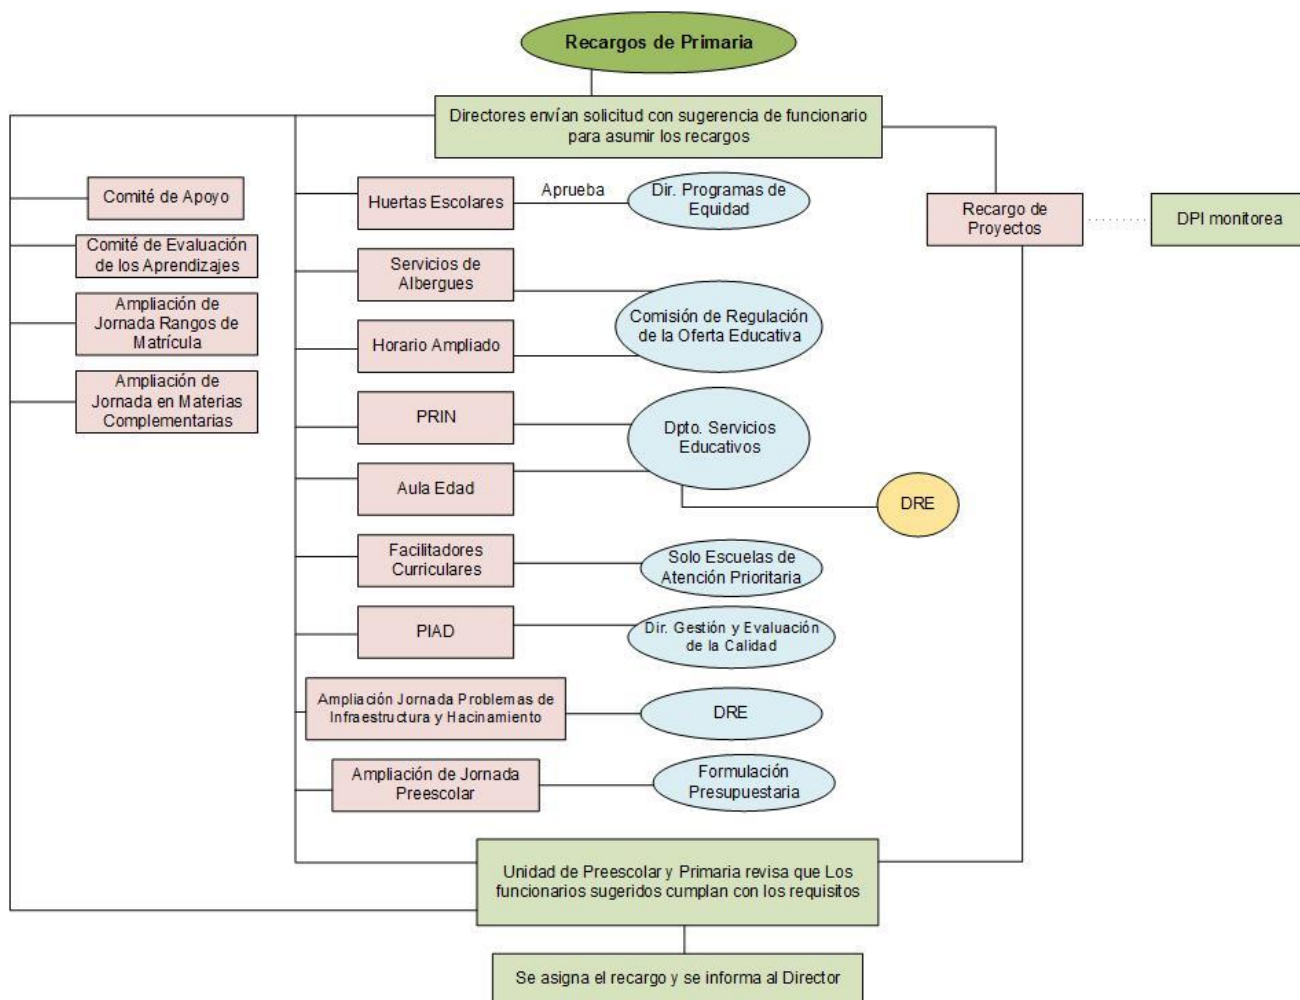 Recargos de Primaria
Directores envían solicitud con sugerencia de funcionario
para asumir los recargos
Comité de Apoyo
Comité de Evaluación
de los Aprendizajes
Ampliación de
Jornada Rangos de
Matrícula
Ampliación de
Jornada en Materias
Complementarias
Huertas Escolares
Aprueba
Dir. Programas de
Equidad
Servicios de
Albergues
Horario Ampliado
Comisión de Regulación
de la Oferta Educativa
PRIN
Aula Edad
Dpto. Servicios
Educativos
DRE
Facilitadores
Curriculares
Solo Escuelas de
Atención Prioritaria
PIAD
Dir. Gestión y Evaluación
de la Calidad
Ampliación Jornada Problemas de
Infraestructura y Hacinamiento
DRE
Ampliación de Jornada
Preescolar
Formulación
Presupuestaria
Recargo de
Proyectos
DPI monitorea
Unidad de Preescolar y Primaria revisa que Los
funcionarios sugeridos cumplan con los requisitos
Se asigna el recargo y se informa al Director